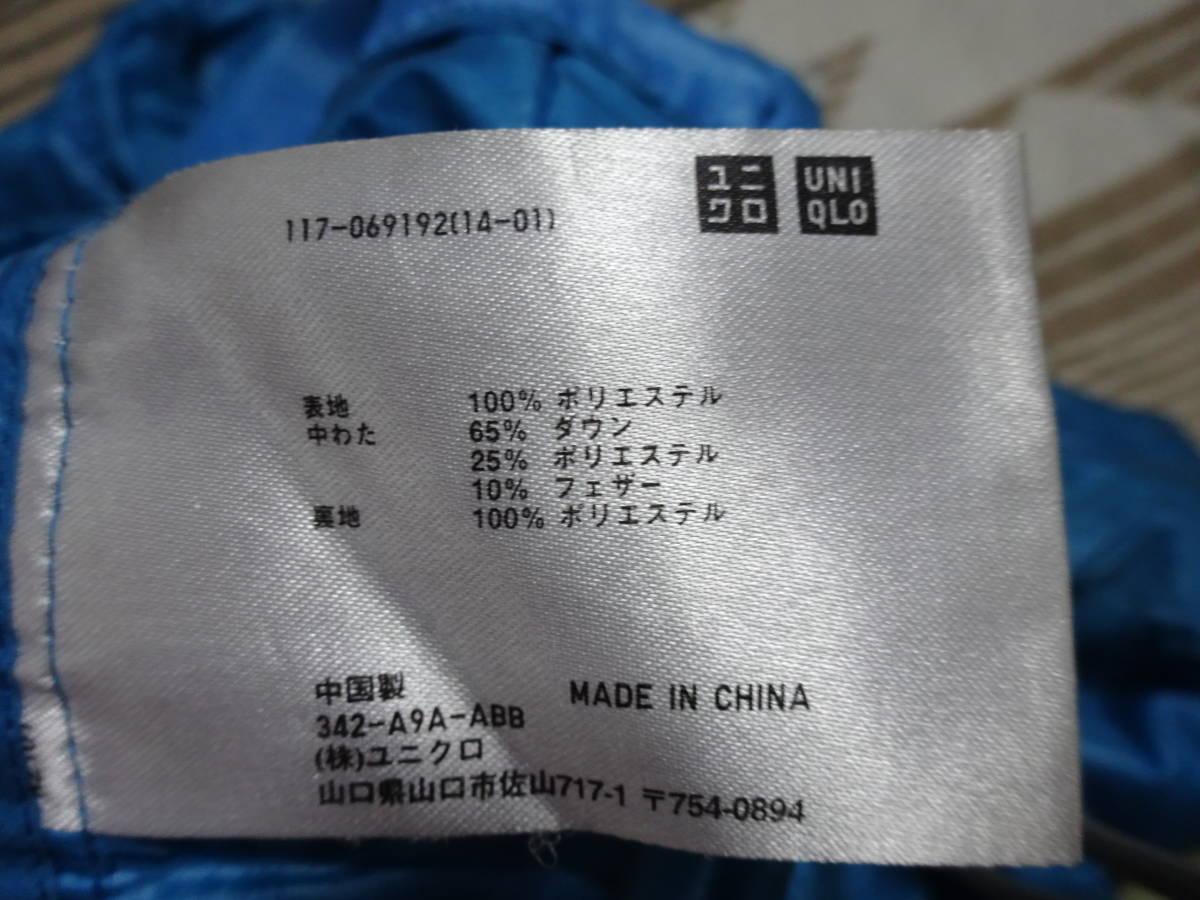 ユニ
クロ
UNI
QLO
117-069192(14-01)
表地 100% ポリエステル
中わた 65% ダウン
25% ポリエステル
10% フェザー
裏地 100% ポリエステル
中国製 MADE IN CHINA
342-A9A-ABB
(株)ユニクロ
山口県山口市佐山717-1 〒754-0894